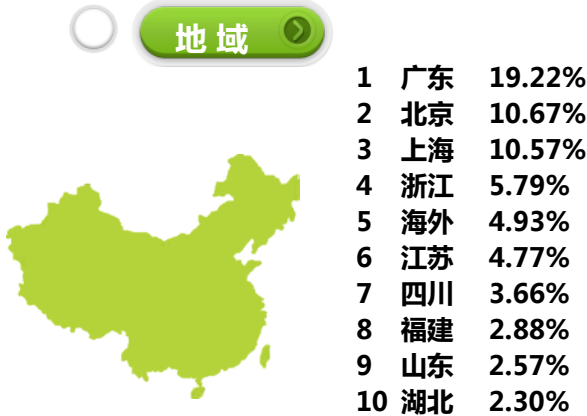 地域
1 广东 19.22%
2 北京 10.67%
3 上海 10.57%
4 浙江 5.79%
5 海外 4.93%
6 江苏 4.77%
7 四川 3.66%
8 福建 2.88%
9 山东 2.57%
10 湖北 2.30%